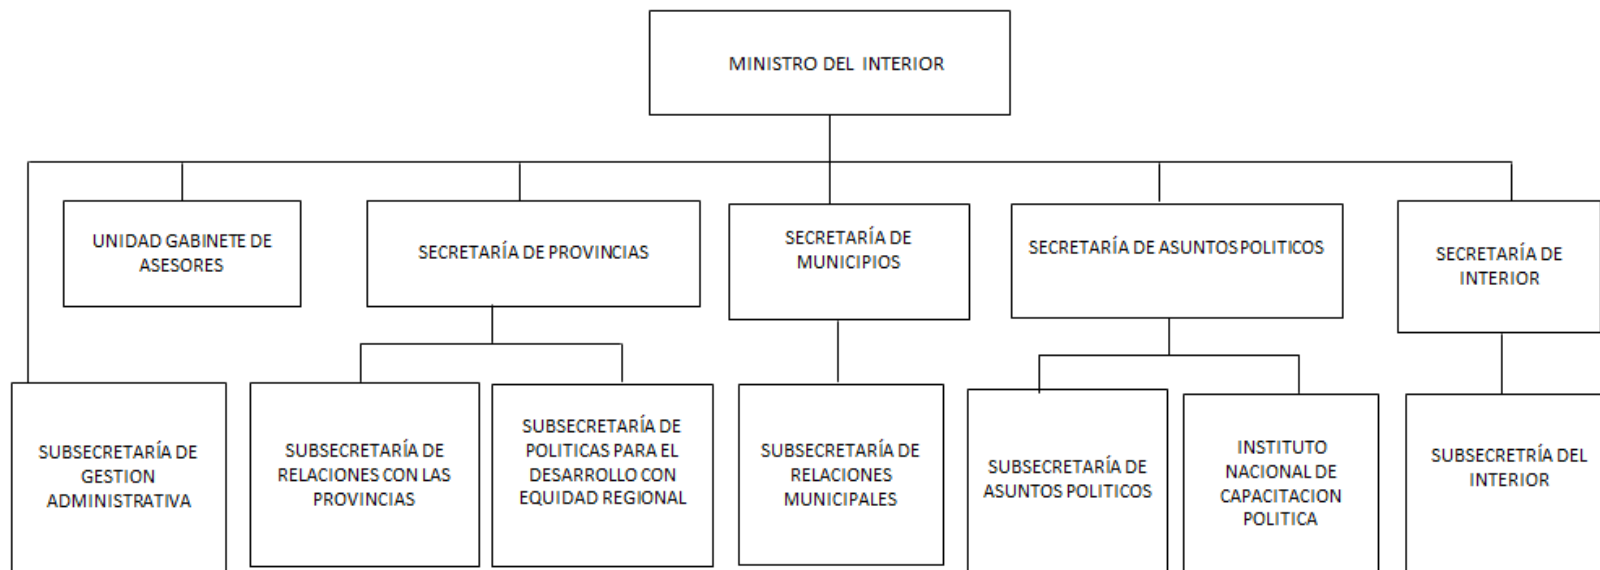 MINISTRO DEL INTERIOR
UNIDAD GABINETE DE
ASESORES
SECRETARÍA DE PROVINCIAS
SECRETARÍA DE
MUNICIPIOS
SECRETARÍA DE ASUNTOS POLITICOS
SECRETARÍA DE
INTERIOR
SUBSECRETARÍA DE
GESTION
ADMINISTRATIVA
SUBSECRETARÍA DE
RELACIONES CON LAS
PROVINCIAS
SUBSECRETARÍA DE
POLITICAS PARA EL
DESARROLLO CON
EQUIDAD REGIONAL
SUBSECRETARÍA DE
RELACIONES
MUNICIPALES
SUBSECRETARÍA DE
ASUNTOS POLITICOS
INSTITUTO
NACIONAL DE
CAPACITACION
POLITICA
SUBSECRETRÍA DEL
INTERIOR